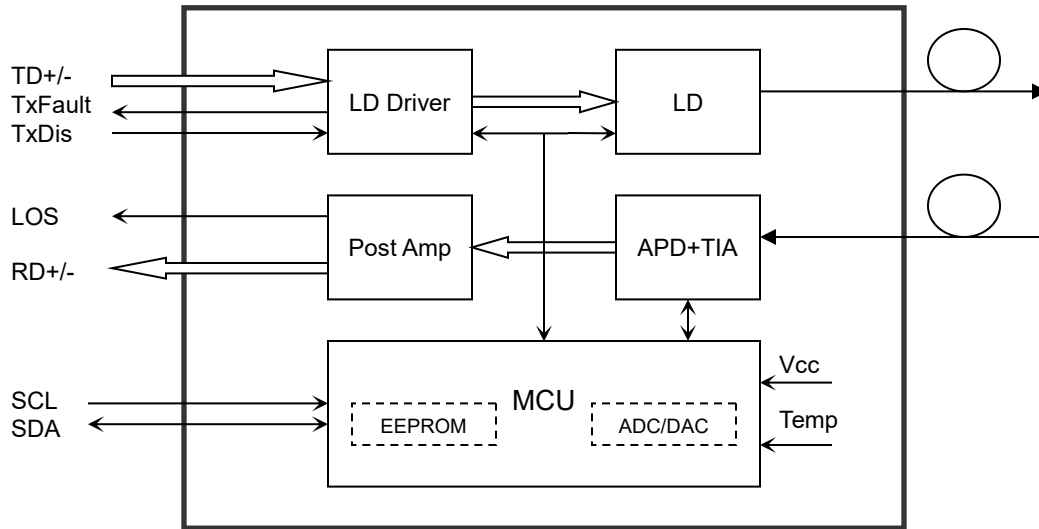 TD+/-
TxFault
TxDis
LD Driver
LD
LOS
RD+/-
Post Amp
APD+TIA
SCL
SDA
MCU
EEPROM
ADC/DAC
Vcc
Temp